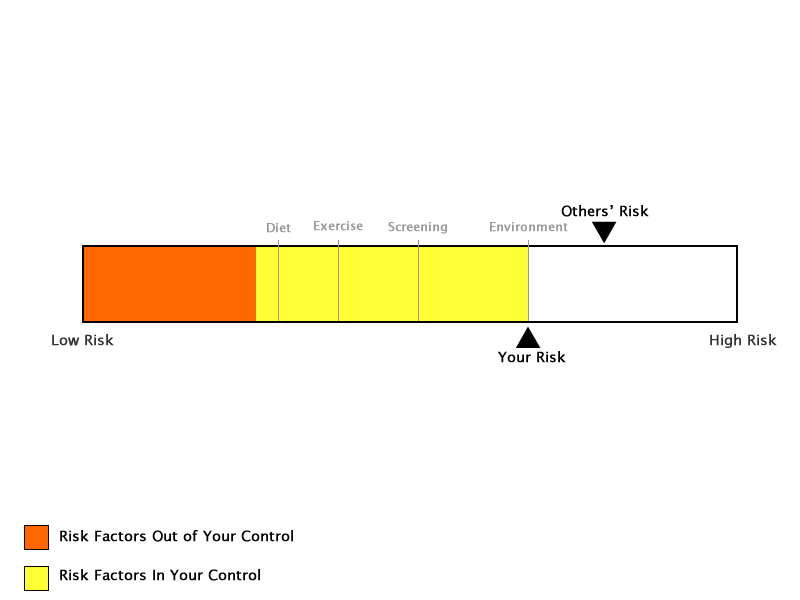 Others’ Risk
Diet
Exercise
Screening
Environment
Low Risk
High Risk
Your Risk
Risk Factors Out of Your Control
Risk Factors In Your Control